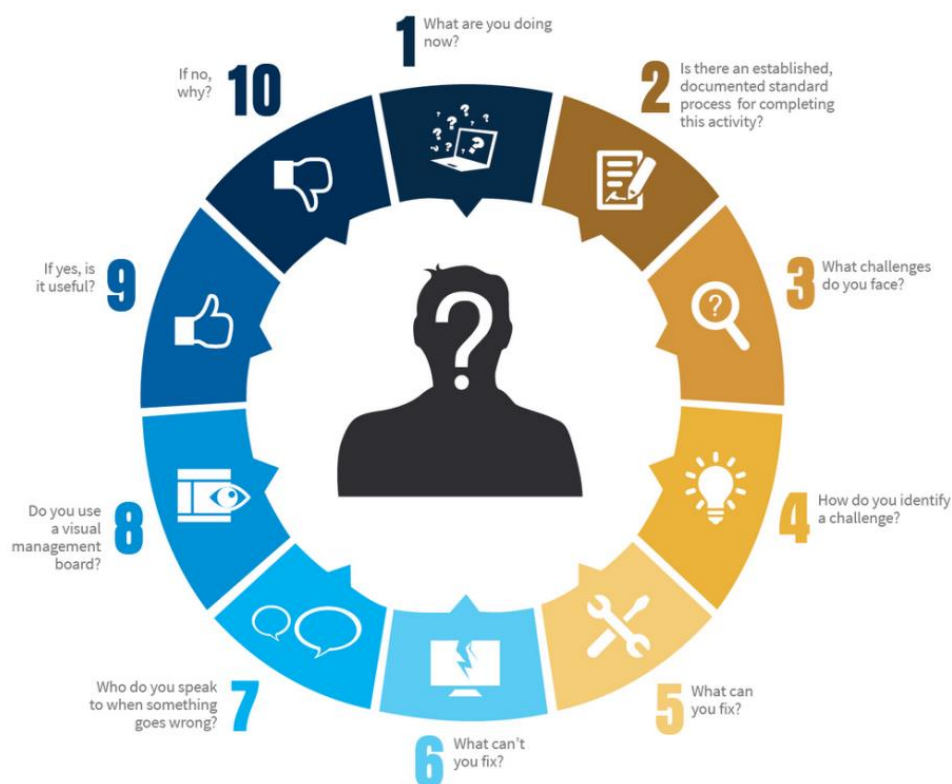 1
What are you doing
now?
2
Is there an established,
documented standard
process for completing
this activity?
3
What challenges
do you face?
4
How do you identify
a challenge?
5
What can
you fix?
6
What can't
you fix?
7
Who do you speak
to when something
goes wrong?
8
Do you use
a visual
management
board?
9
If yes, is
it useful?
10
If no,
why?
?